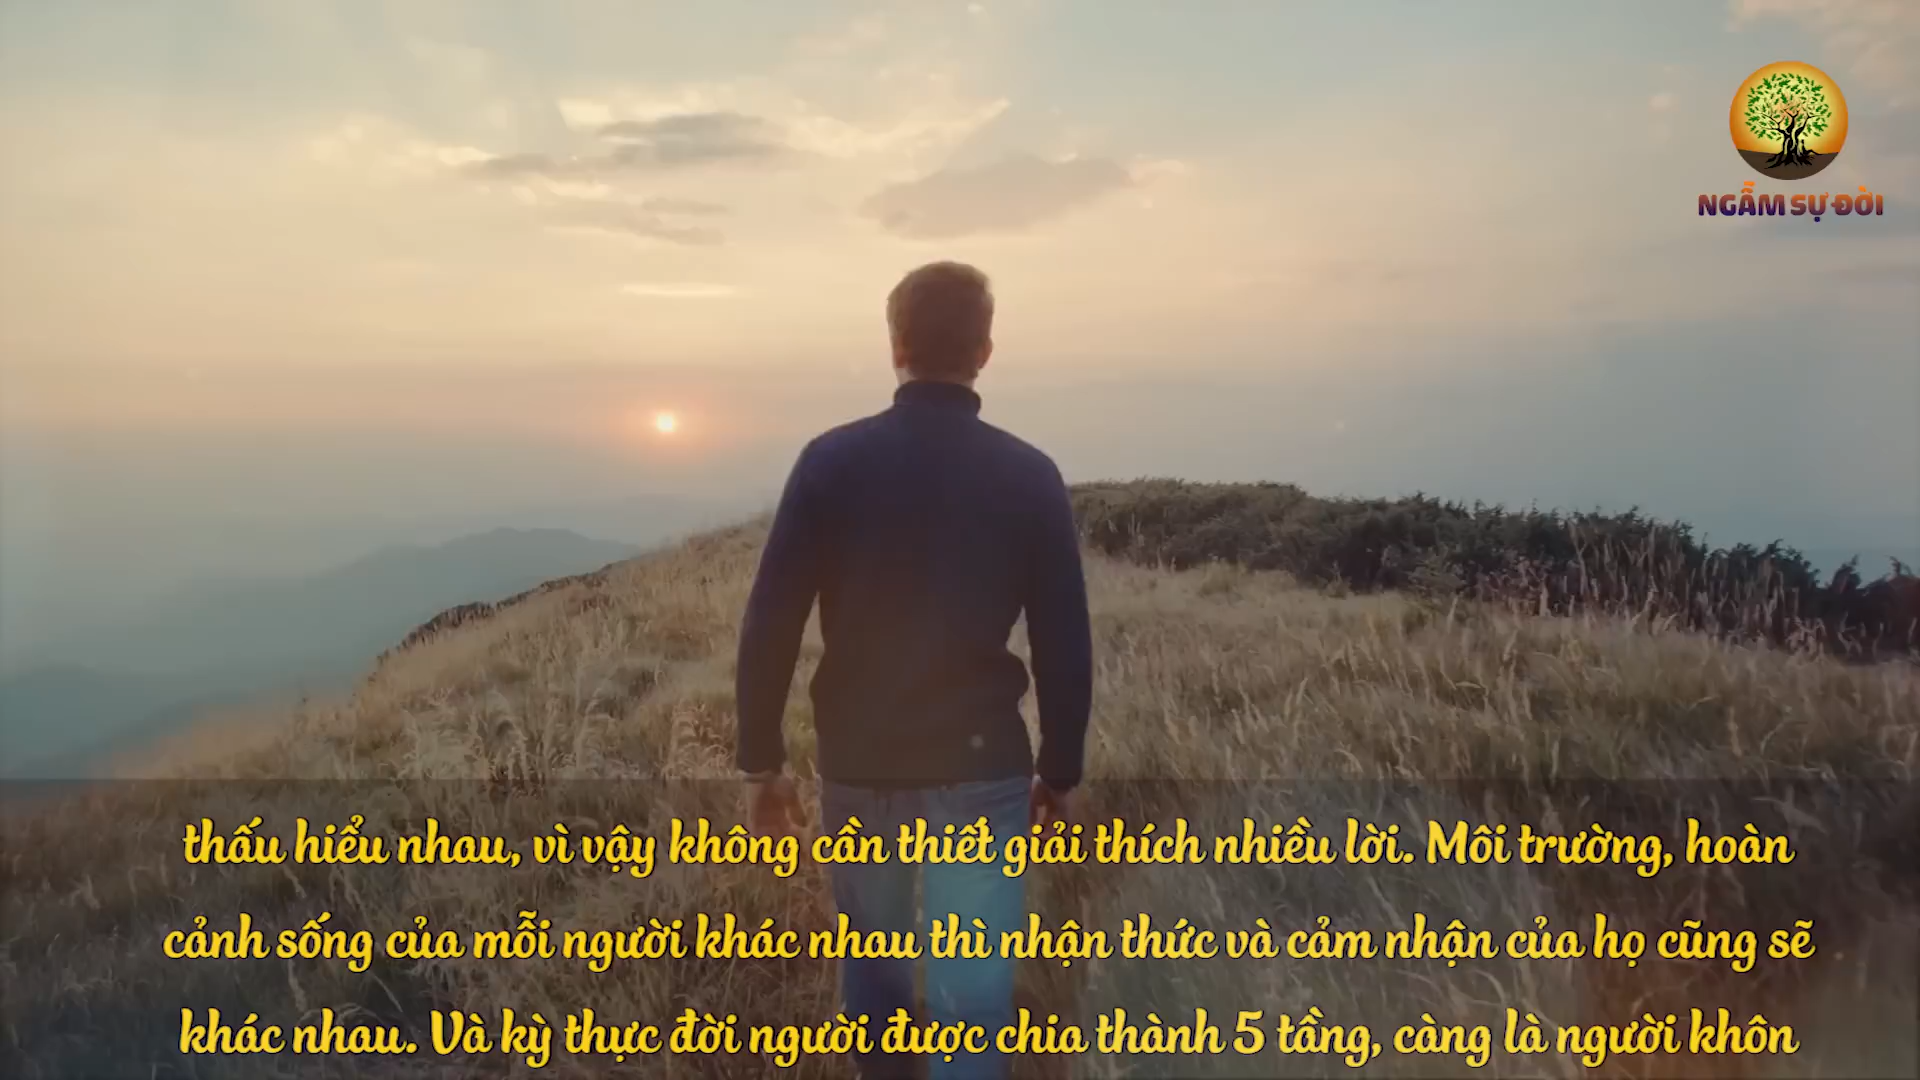 NGẪM SỰ ĐỜI
thấu hiểu nhau, vì vậy không cần thiết giải thích nhiều lời. Môi trường, hoàn
cảnh sống của mỗi người khác nhau thì nhận thức và cảm nhận của họ cũng sẽ
khác nhau. Và kỳ thực đời người được chia thành 5 tầng, càng là người khôn